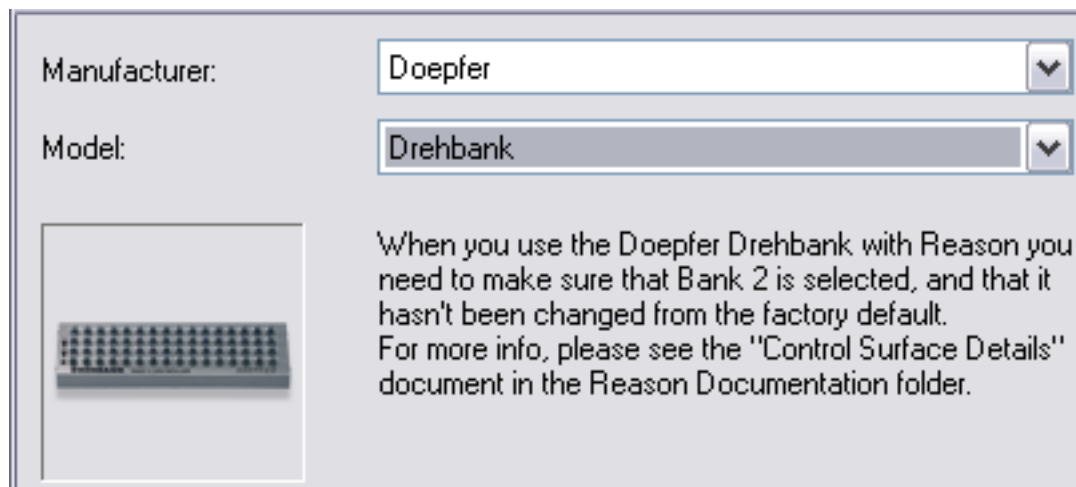 Manufacturer: Doepfer
Model: Drehbank
When you use the Doepfer Drehbank with Reason you
need to make sure that Bank 2 is selected, and that it
hasn't been changed from the factory default.
For more info, please see the "Control Surface Details"
document in the Reason Documentation folder.